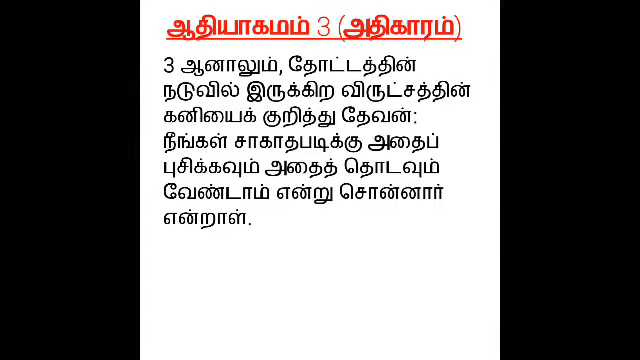 ஆதியாகமம் 3 (அதிகாரம்)
3 ஆனாலும், தோட்டத்தின்
நடுவில் இருக்கிற விருட்சத்தின்
கனியைக் குறித்து தேவன்:
நீங்கள் சாகாதபடிக்கு அதைப்
புசிக்கவும் அதைத் தொடவும்
வேண்டாம் என்று சொன்னார்
என்றாள்.